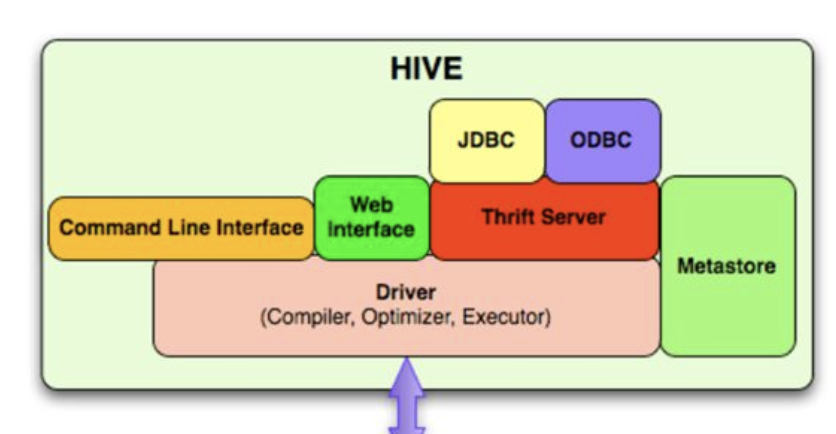 HIVE
JDBC
ODBC
Command Line Interface
Web
Interface
Thrift Server
Metastore
Driver
(Compiler, Optimizer, Executor)